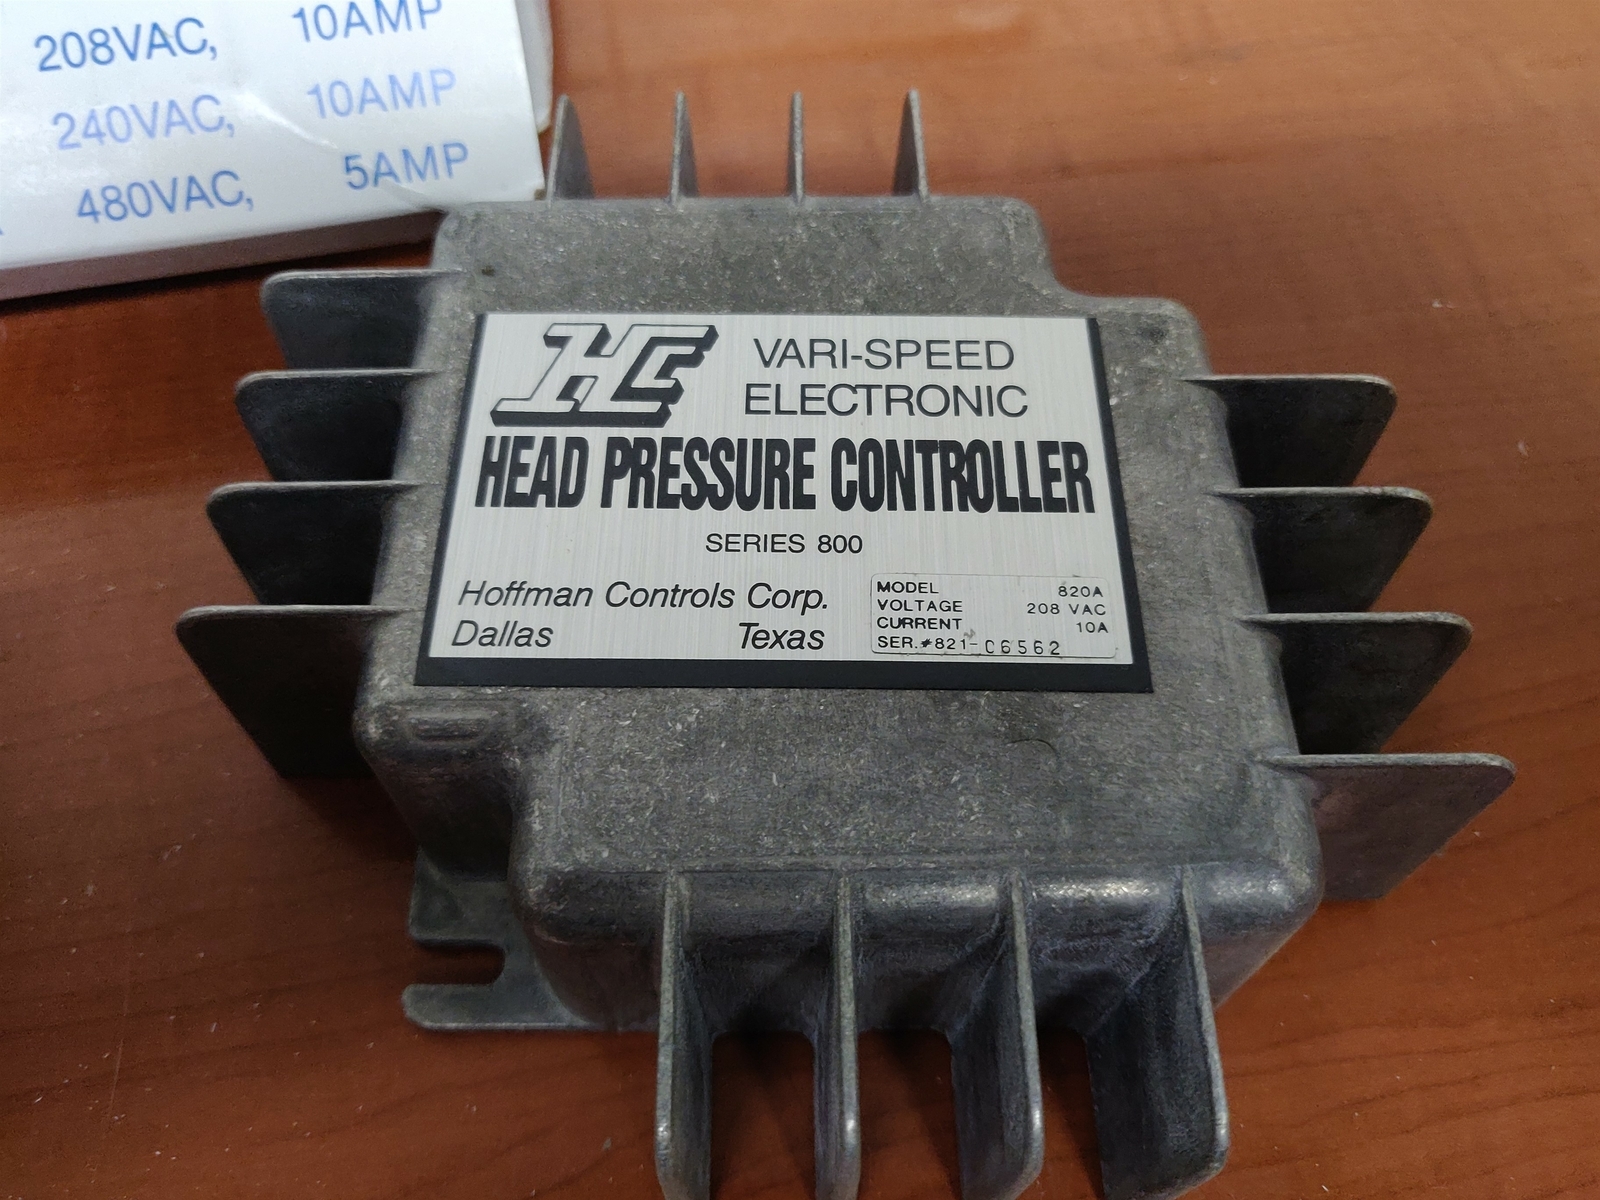 208VAC, 10AMP
240VAC, 10AMP
480VAC, 5AMP
HC
VARI-SPEED
ELECTRONIC
HEAD PRESSURE CONTROLLER
SERIES 800
Hoffman Controls Corp.
Dallas Texas
MODEL 820A
VOLTAGE 208 VAC
CURRENT 10A
SER.#821-06562